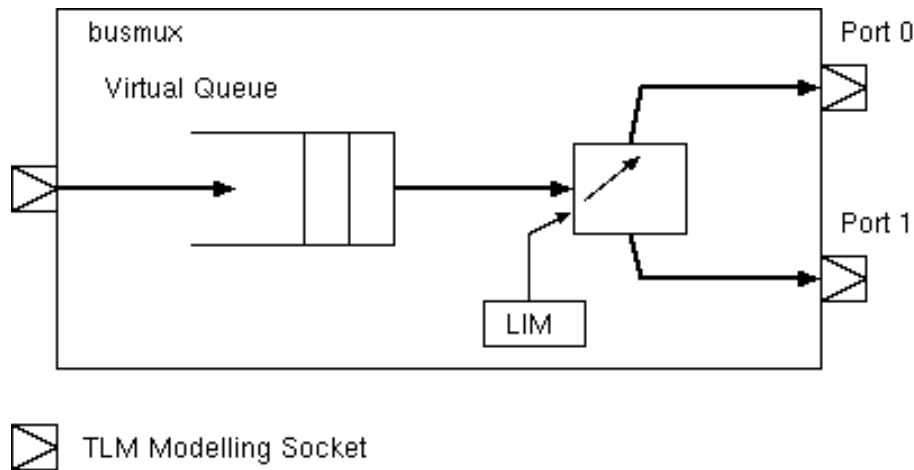 busmux
Port 0
Virtual Queue
Port 1
LIM
TLM Modelling Socket